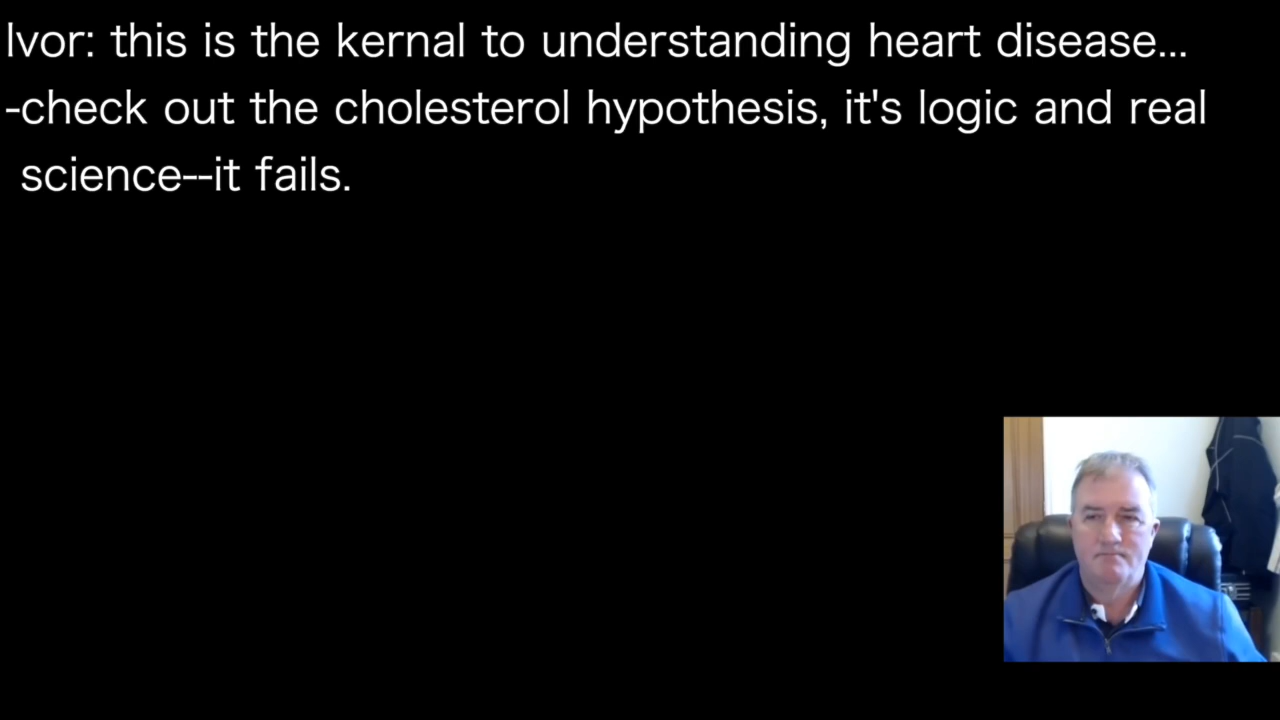 Ivor: this is the kernal to understanding heart disease...
-check out the cholesterol hypothesis, it's logic and real
science--it fails.